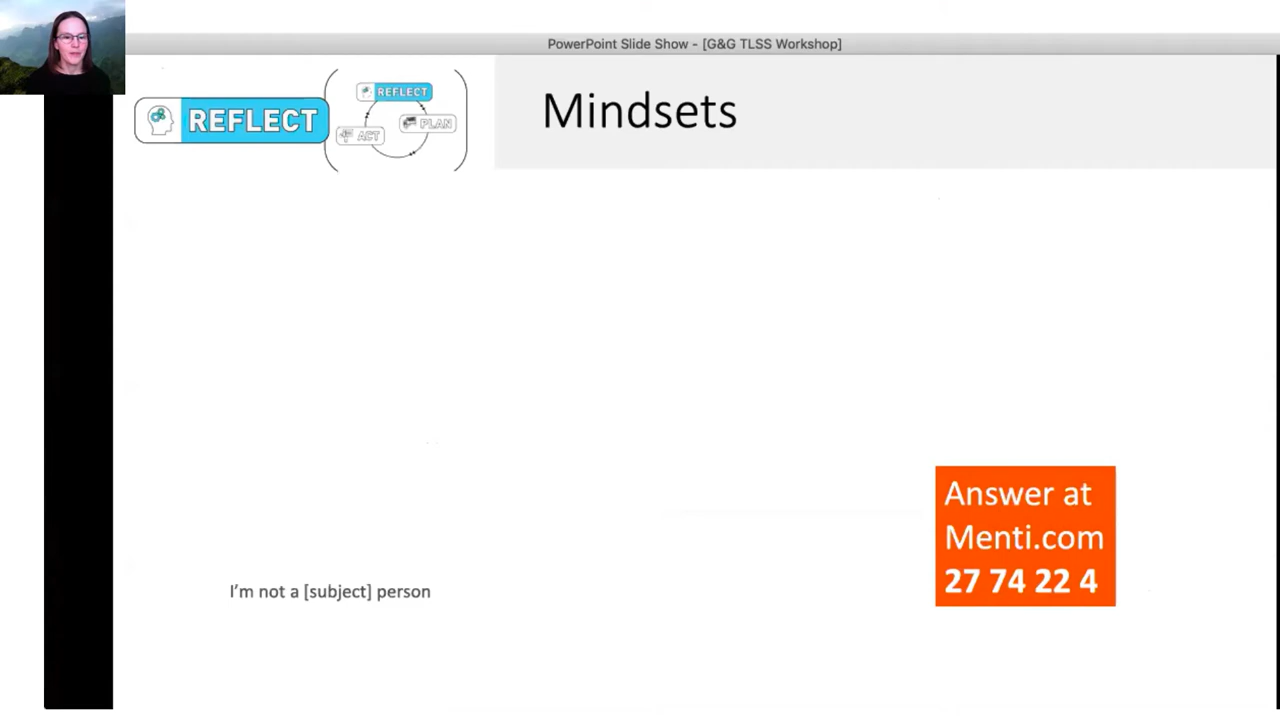 PowerPoint Slide Show - [G&G TLSS Workshop]
REFLECT
REFLECT
PLAN
ACT
Mindsets
Answer at
Menti.com
27 74 22 4
I'm not a [subject] person